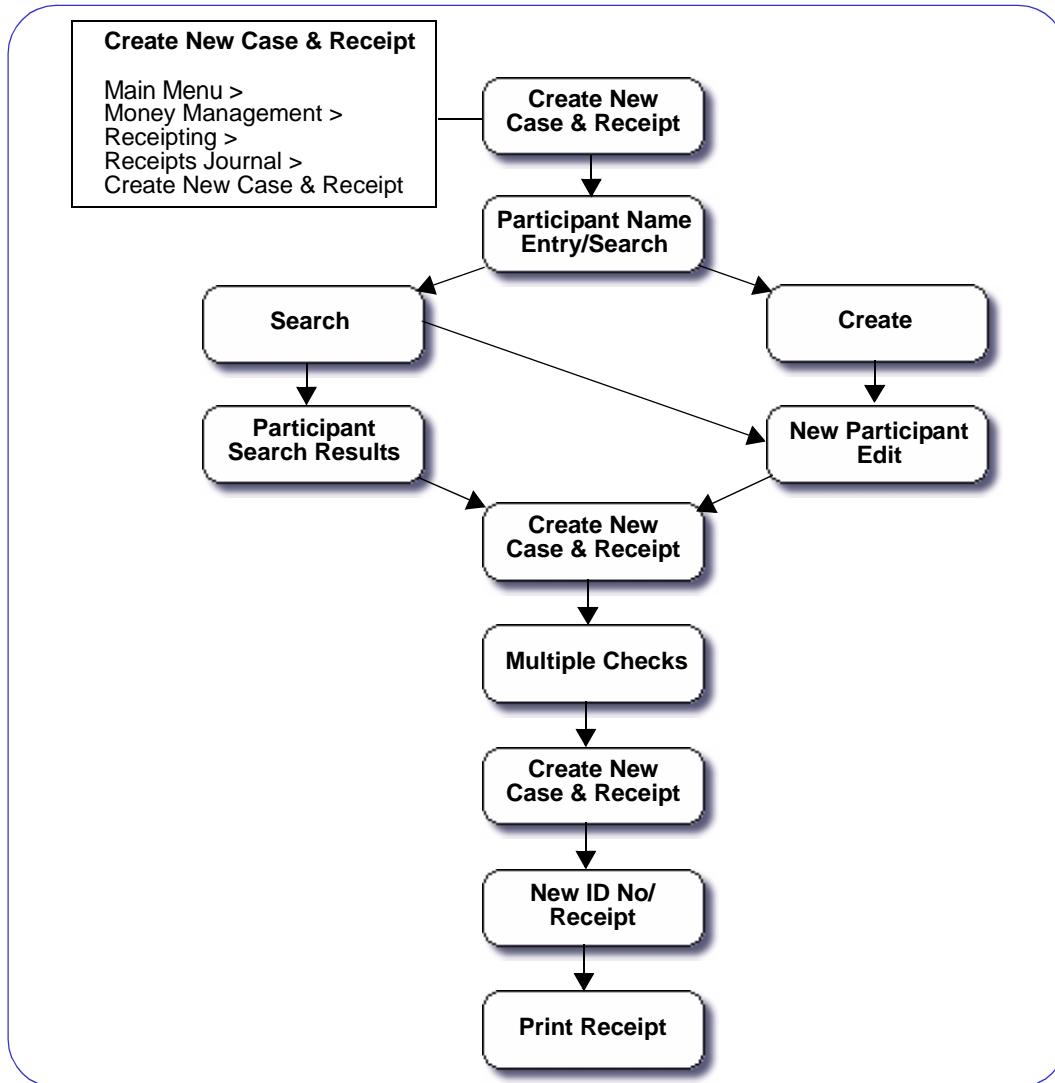 Create New Case & Receipt
Main Menu >
Money Management >
Receipting >
Receipts Journal >
Create New Case & Receipt
Create New
Case & Receipt
Participant Name
Entry/Search
Search
Create
Participant
Search Results
New Participant
Edit
Create New
Case & Receipt
Multiple Checks
Create New
Case & Receipt
New ID No/
Receipt
Print Receipt